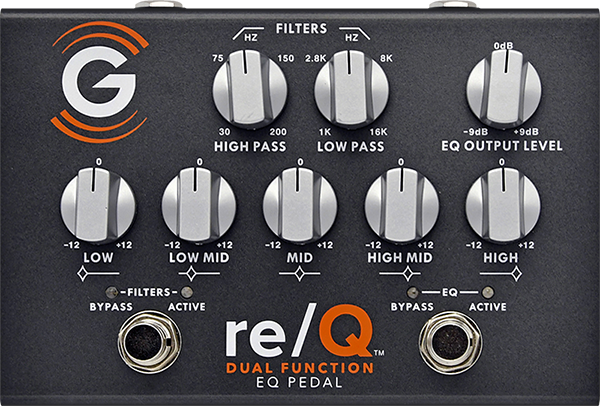 G
FILTERS
HZ HZ
75 150 2.8K 8K 0dB
30 200 1K 16K -9dB +9dB
HIGH PASS LOW PASS EQ OUTPUT LEVEL
0 0 0 0 0
-12 +12 -12 +12 -12 +12 -12 +12 -12 +12
LOW LOW MID MID HIGH MID HIGH
FILTERS EQ
BYPASS ACTIVE BYPASS ACTIVE
re/Q™
DUAL FUNCTION
EQ PEDAL